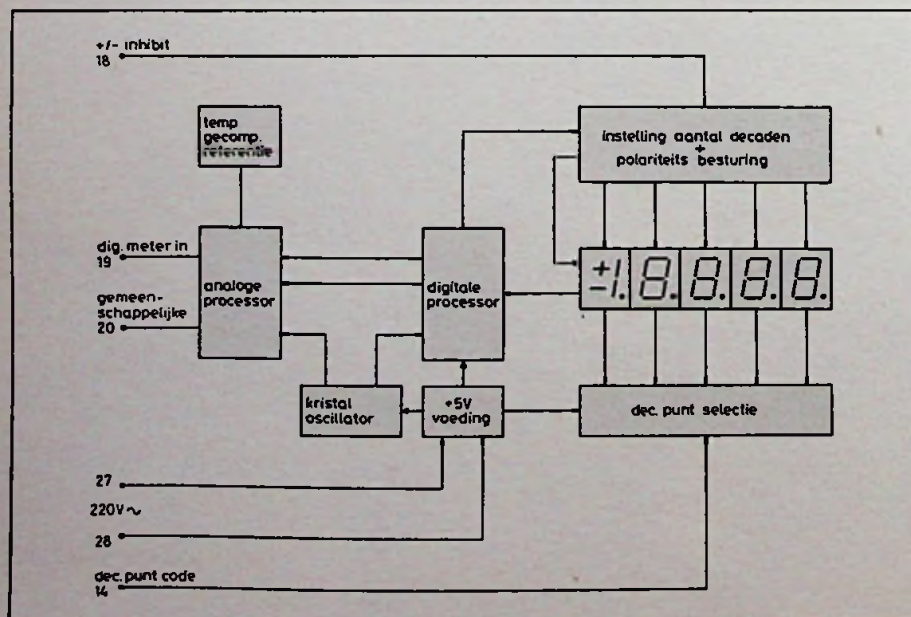 +/- inhibit
18
temp
gecomp.
referentie
instelling aantal decaden
+
polariteits besturing
dig. meter in
19
analoge
processor
digitale
processor
+1. 8. 8. 8. 8.
-
gemeen-
schappelijke
20
kristal
oscillator
+5V
voeding
dec. punt selectie
27
220V ~
28
dec. punt code
14